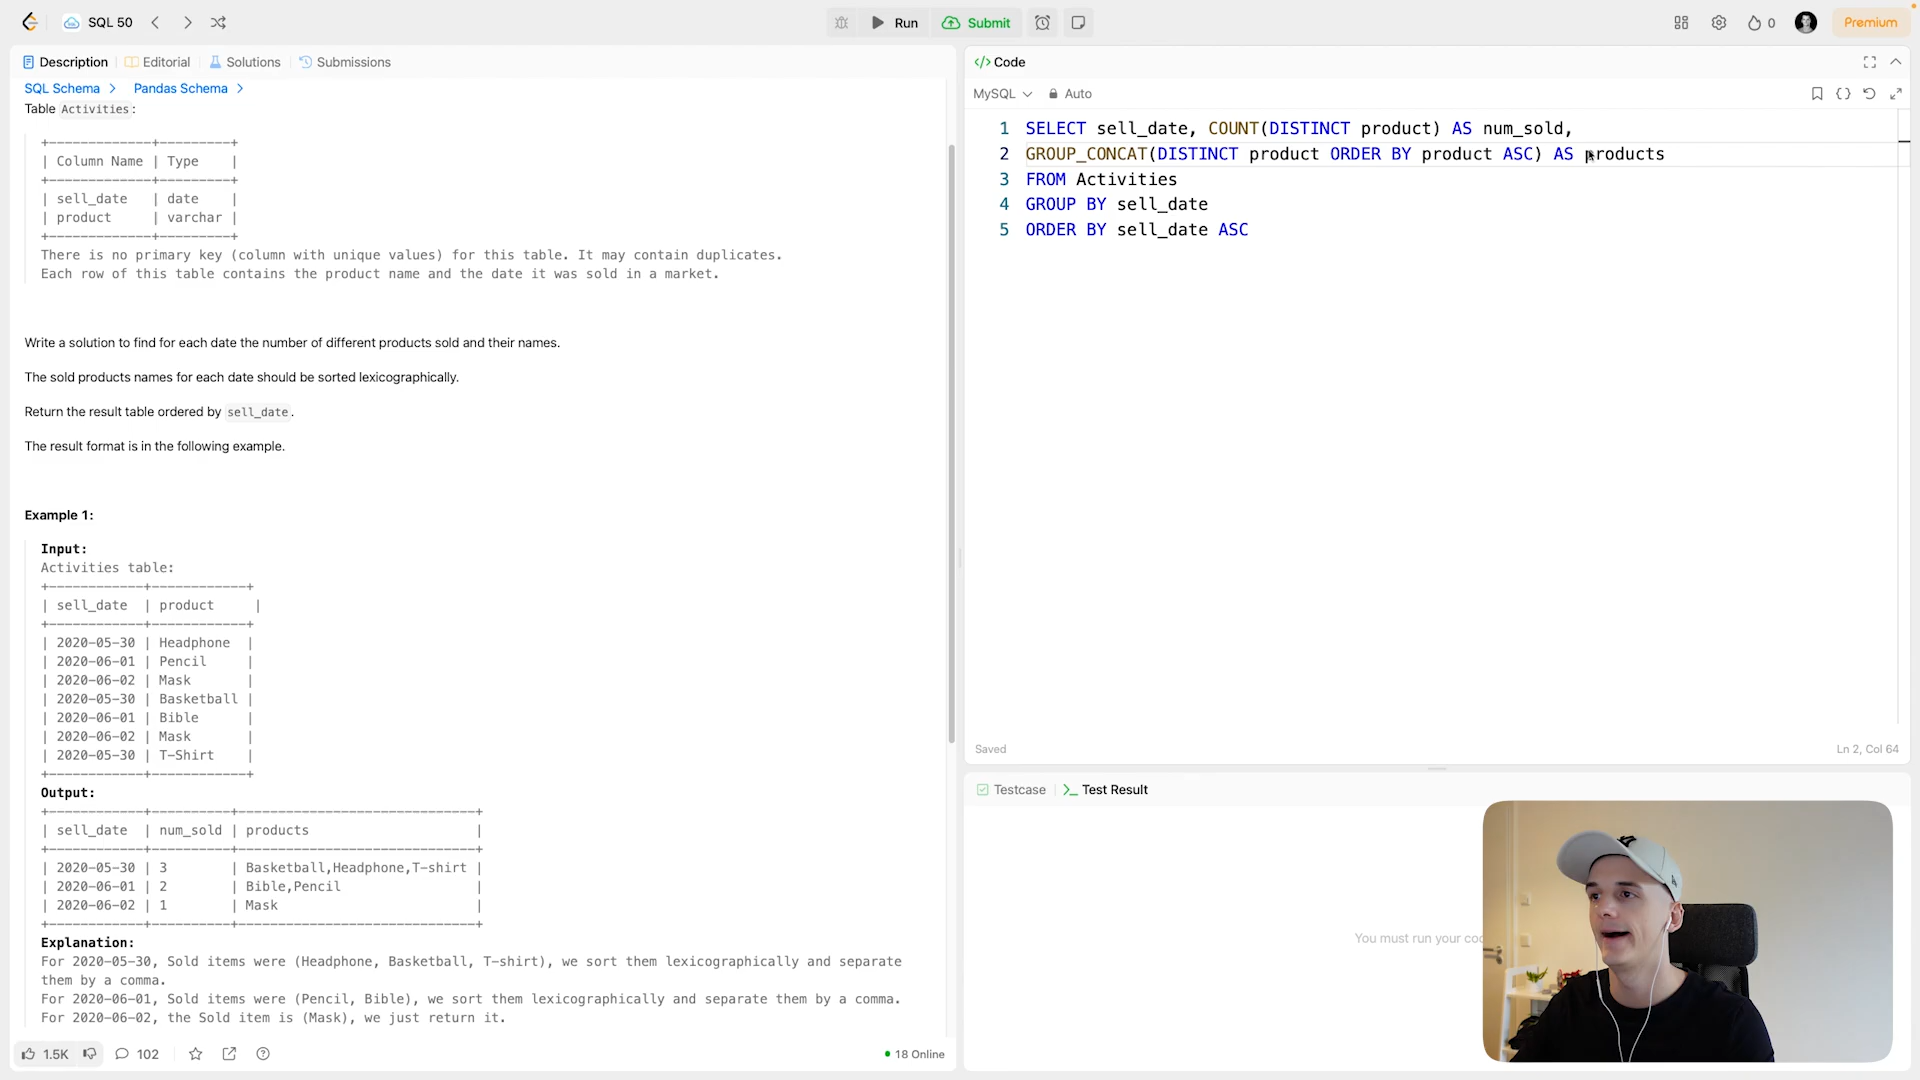 SQL 50
Run
Submit
0
Premium
Description
Editorial
Solutions
Submissions
SQL Schema
Pandas Schema
Table Activities:
+-------------+---------+
| Column Name | Type    |
+-------------+---------+
| sell_date   | date    |
| product     | varchar |
+-------------+---------+
There is no primary key (column with unique values) for this table. It may contain duplicates.
Each row of this table contains the product name and the date it was sold in a market.
Write a solution to find for each date the number of different products sold and their names.
The sold products names for each date should be sorted lexicographically.
Return the result table ordered by sell_date.
The result format is in the following example.
Example 1:
Input:
Activities table:
+------------+------------+
| sell_date  | product     |
+------------+------------+
| 2020-05-30 | Headphone  |
| 2020-06-01 | Pencil     |
| 2020-06-02 | Mask       |
| 2020-05-30 | Basketball |
| 2020-06-01 | Bible      |
| 2020-06-02 | Mask       |
| 2020-05-30 | T-Shirt    |
+------------+------------+
Output:
+------------+----------+------------------------------+
| sell_date  | num_sold | products                     |
+------------+----------+------------------------------+
| 2020-05-30 | 3        | Basketball,Headphone,T-shirt |
| 2020-06-01 | 2        | Bible,Pencil                 |
| 2020-06-02 | 1        | Mask                         |
+------------+----------+------------------------------+
Explanation:
For 2020-05-30, Sold items were (Headphone, Basketball, T-shirt), we sort them lexicographically and separate
them by a comma.
For 2020-06-01, Sold items were (Pencil, Bible), we sort them lexicographically and separate them by a comma.
For 2020-06-02, the Sold item is (Mask), we just return it.
1.5K
102
18 Online
</> Code
MySQL
Auto
1 SELECT sell_date, COUNT(DISTINCT product) AS num_sold,
2 GROUP_CONCAT(DISTINCT product ORDER BY product ASC) AS products
3 FROM Activities
4 GROUP BY sell_date
5 ORDER BY sell_date ASC
Saved
Ln 2, Col 64
Testcase
Test Result
You must run your